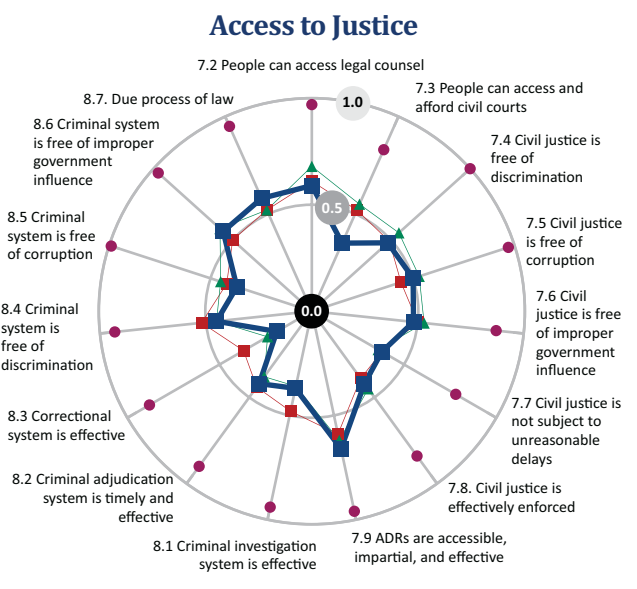 Access to Justice
7.2 People can access legal counsel
1.0
7.3 People can access and
afford civil courts
7.4 Civil justice is
free of
discrimination
7.5 Civil justice
is free of
corruption
7.6 Civil
justice is free
of improper
government
influence
7.7 Civil justice is
not subject to
unreasonable
delays
7.8. Civil justice is
effectively enforced
7.9 ADRs are accessible,
impartial, and effective
8.1 Criminal investigation
system is effective
8.2 Criminal adjudication
system is timely and
effective
8.3 Correctional
system is effective
8.4 Criminal
system is
free of
discrimination
8.5 Criminal
system is free
of corruption
8.6 Criminal system
is free of improper
government
influence
8.7. Due process of law
0.5
0.0